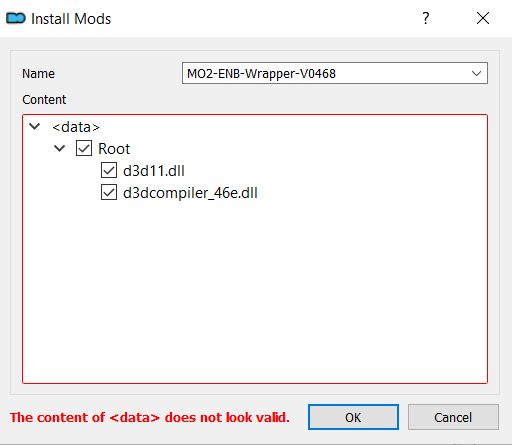 Install Mods
?
Name
MO2-ENB-Wrapper-V0468
Content
<data>
Root
d3d11.dll
d3dcompiler_46e.dll
The content of <data> does not look valid.
OK
Cancel